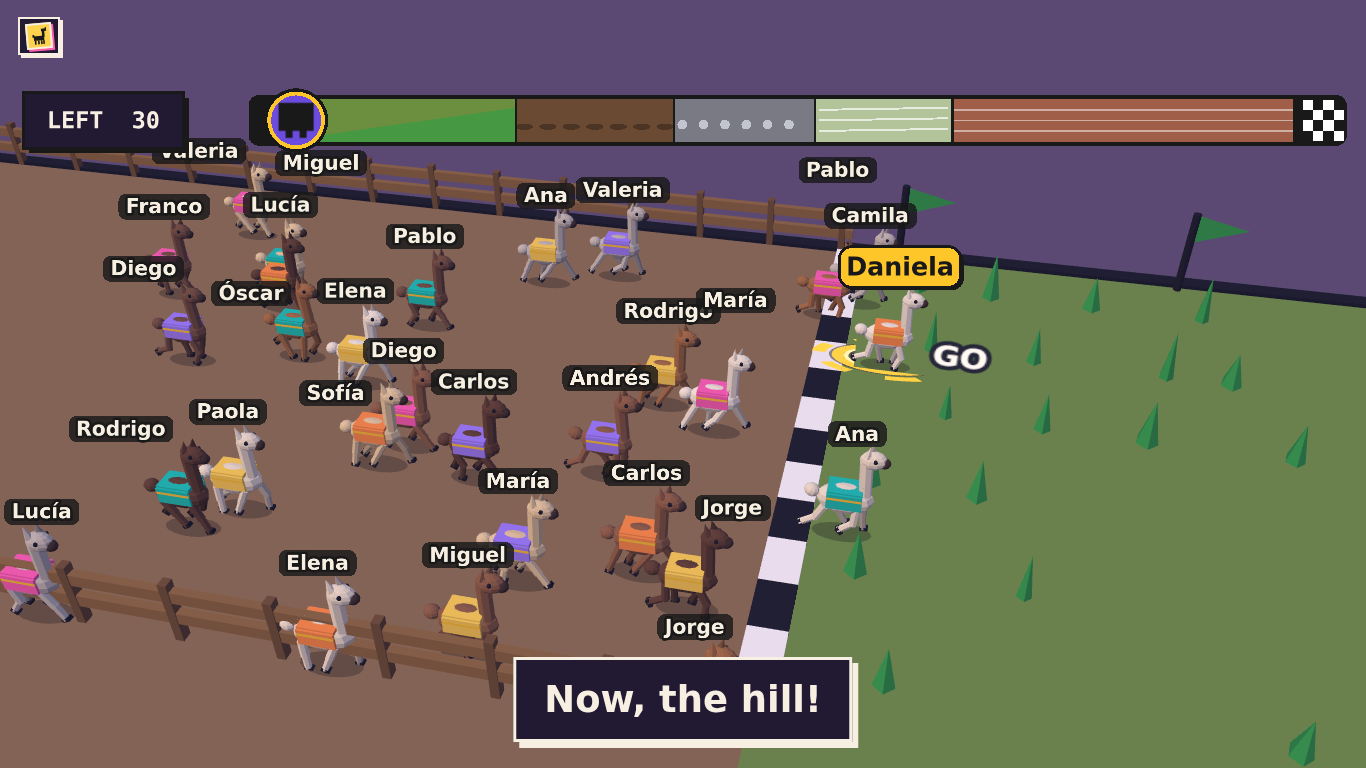 LEFT 30
Valeria
Miguel
Pablo
Franco
Lucía
Ana
Valeria
Camila
Pablo
Diego
Óscar
Elena
Daniela
Rodrigo
María
GO
Diego
Sofía
Carlos
Andrés
Rodrigo
Paola
Ana
María
Carlos
Lucía
Jorge
Elena
Miguel
Jorge
Now, the hill!